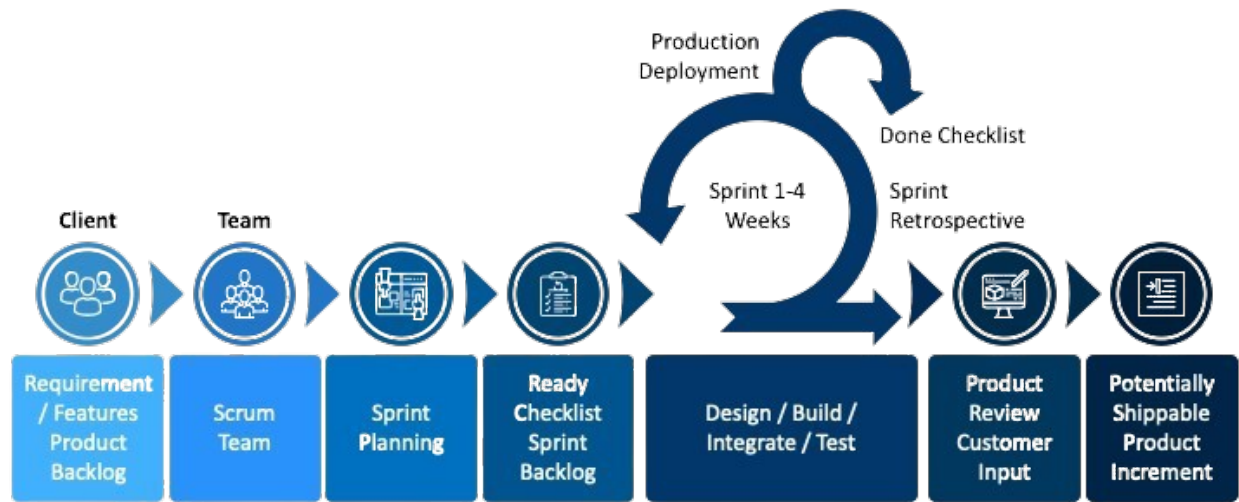 Production
Deployment
Done Checklist
Sprint 1-4
Weeks
Sprint
Retrospective
Client
Team
Requirement
/ Features
Product
Backlog
Scrum
Team
Sprint
Planning
Ready
Checklist
Sprint
Backlog
Design / Build /
Integrate / Test
Product
Review
Customer
Input
Potentially
Shippable
Product
Increment